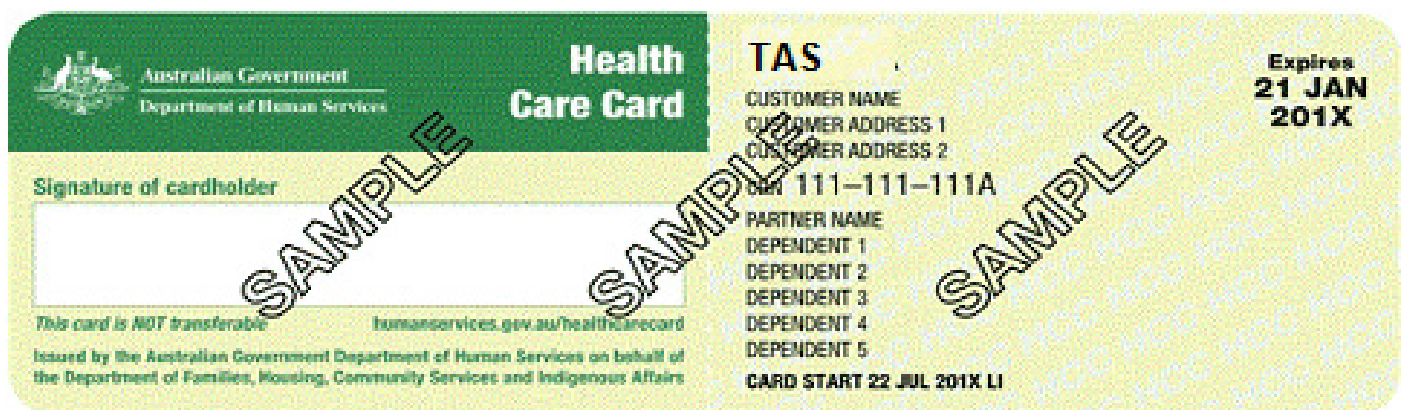 Australian Government
Department of Human Services
Health
Care Card
Signature of cardholder
This card is NOT transferable
humanservices.gov.au/healthcarecard
Issued by the Australian Government Department of Human Services on behalf of
the Department of Families, Housing, Community Services and Indigenous Affairs
TAS
CUSTOMER NAME
CUSTOMER ADDRESS 1
CUSTOMER ADDRESS 2
CRN 111–111–111A
PARTNER NAME
DEPENDENT 1
DEPENDENT 2
DEPENDENT 3
DEPENDENT 4
DEPENDENT 5
CARD START 22 JUL 201X LI
Expires
21 JAN
201X
SAMPLE
SAMPLE
SAMPLE